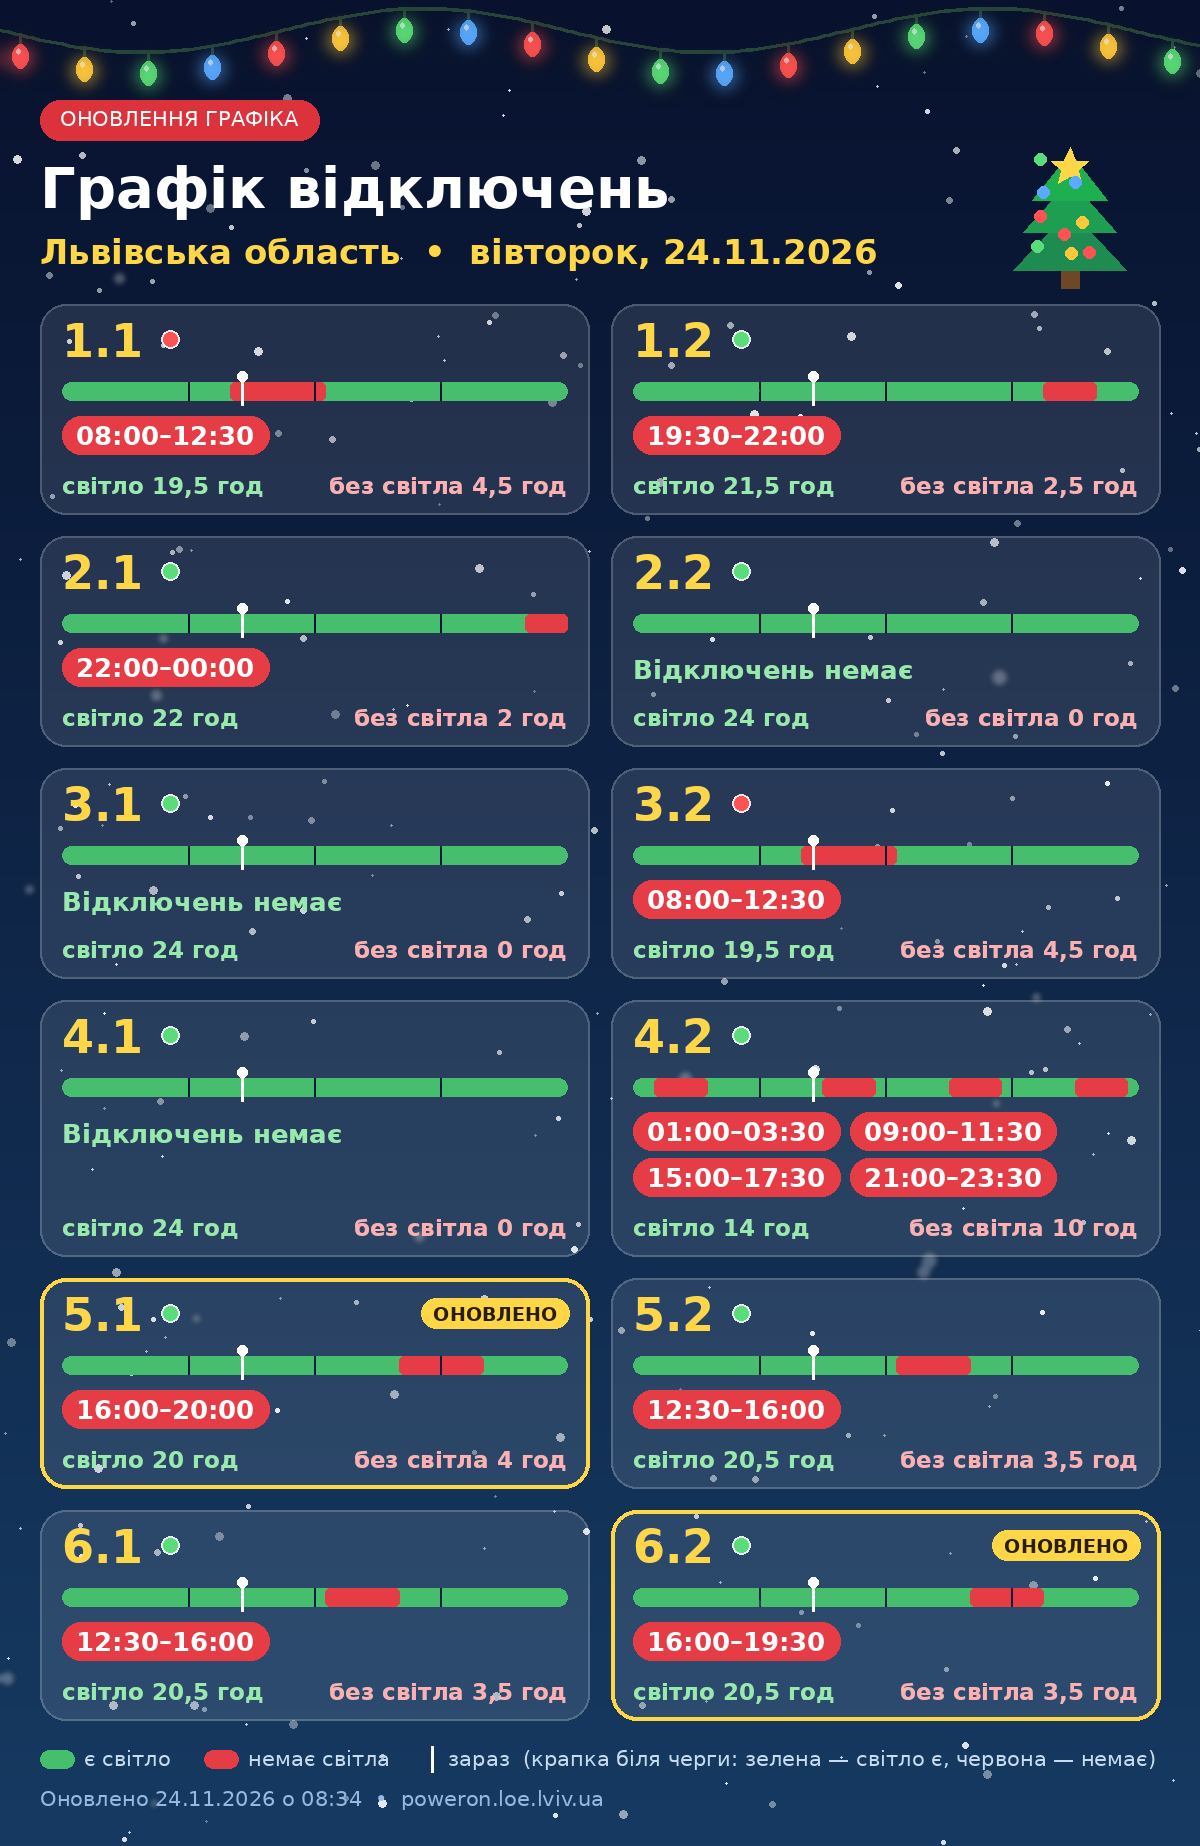 ОНОВЛЕННЯ ГРАФІКА
Графік відключень
Львівська область • вівторок, 24.11.2026
1.1
08:00–12:30
світло 19,5 год без світла 4,5 год
1.2
19:30–22:00
світло 21,5 год без світла 2,5 год
2.1
22:00–00:00
світло 22 год без світла 2 год
2.2
Відключень немає
світло 24 год без світла 0 год
3.1
Відключень немає
світло 24 год без світла 0 год
3.2
08:00–12:30
світло 19,5 год без світла 4,5 год
4.1
Відключень немає
світло 24 год без світла 0 год
4.2
01:00–03:30 09:00–11:30
15:00–17:30 21:00–23:30
світло 14 год без світла 10 год
5.1 ОНОВЛЕНО
16:00–20:00
світло 20 год без світла 4 год
5.2
12:30–16:00
світло 20,5 год без світла 3,5 год
6.1
12:30–16:00
світло 20,5 год без світла 3,5 год
6.2 ОНОВЛЕНО
16:00–19:30
світло 20,5 год без світла 3,5 год
є світло немає світла зараз (крапка біля черги: зелена — світло є, червона — немає)
Оновлено 24.11.2026 о 08:34 • poweron.loe.lviv.ua